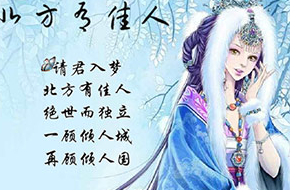 北方有佳人
请君入梦
北方有佳人
绝世而独立
一顾倾人城
再顾倾人国